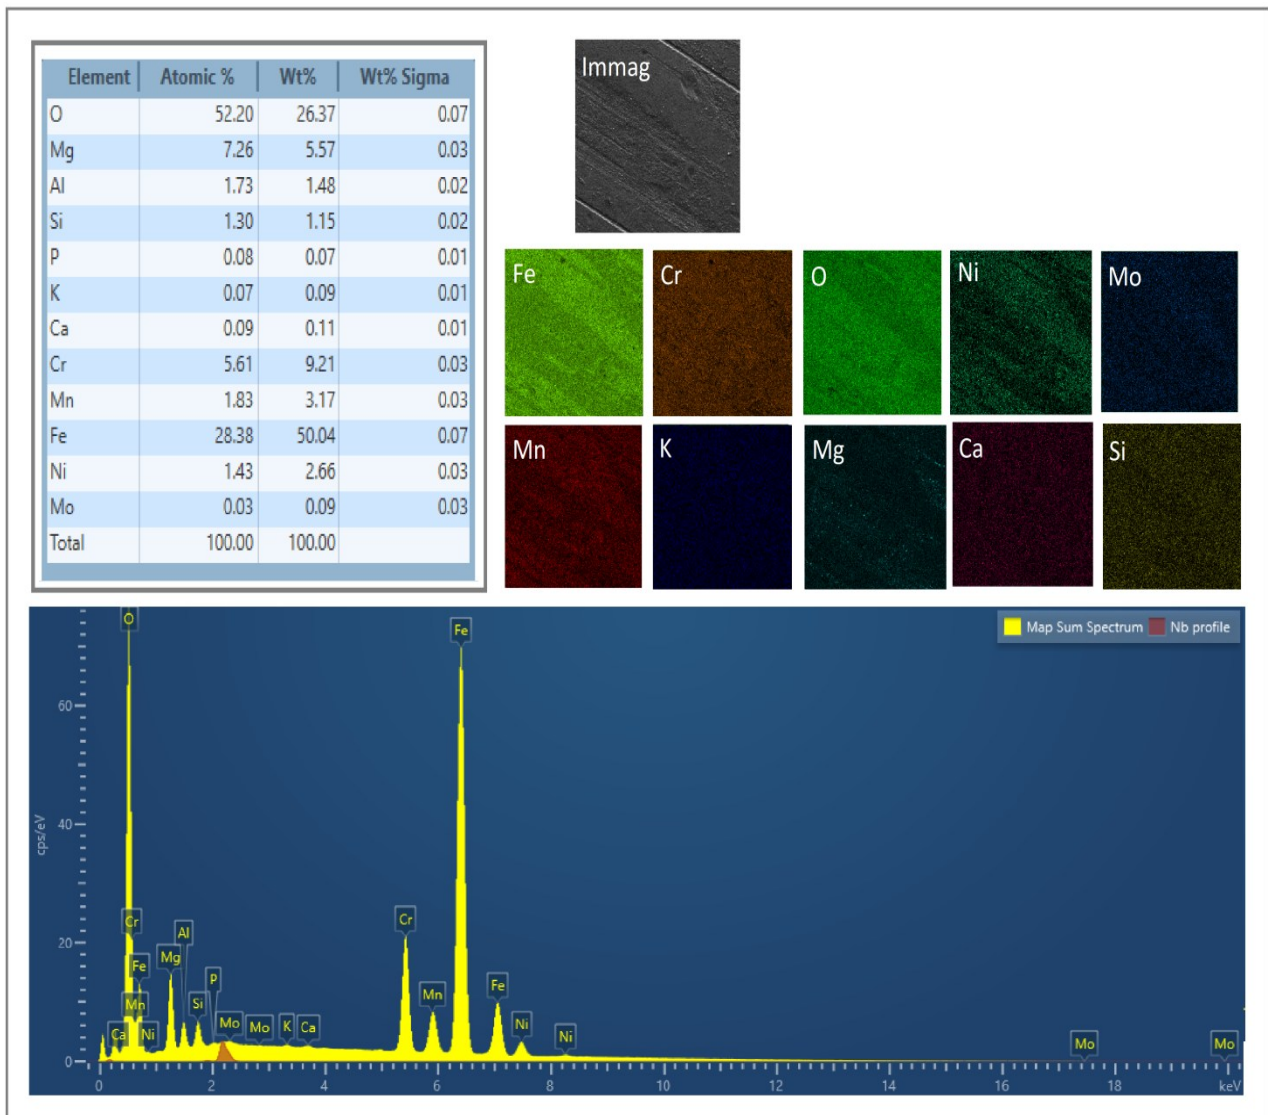 Element Atomic % Wt% Wt% Sigma
O 52.20 26.37 0.07
Mg 7.26 5.57 0.03
Al 1.73 1.48 0.02
Si 1.30 1.15 0.02
P 0.08 0.07 0.01
K 0.07 0.09 0.01
Ca 0.09 0.11 0.01
Cr 5.61 9.21 0.03
Mn 1.83 3.17 0.03
Fe 28.38 50.04 0.07
Ni 1.43 2.66 0.03
Mo 0.03 0.09 0.03
Total 100.00 100.00
Immag
Fe Cr O Ni Mo
Mn K Mg Ca Si
Map Sum Spectrum Nb profile
O Fe
60
40
cps/eV
20
Cr Al Cr
Fe Mg P Mn Fe
Mn Si Ni
Ca Ni Mo Mo K Ca Ni Mo Mo
0
0 2 4 6 8 10 12 14 16 18 keV